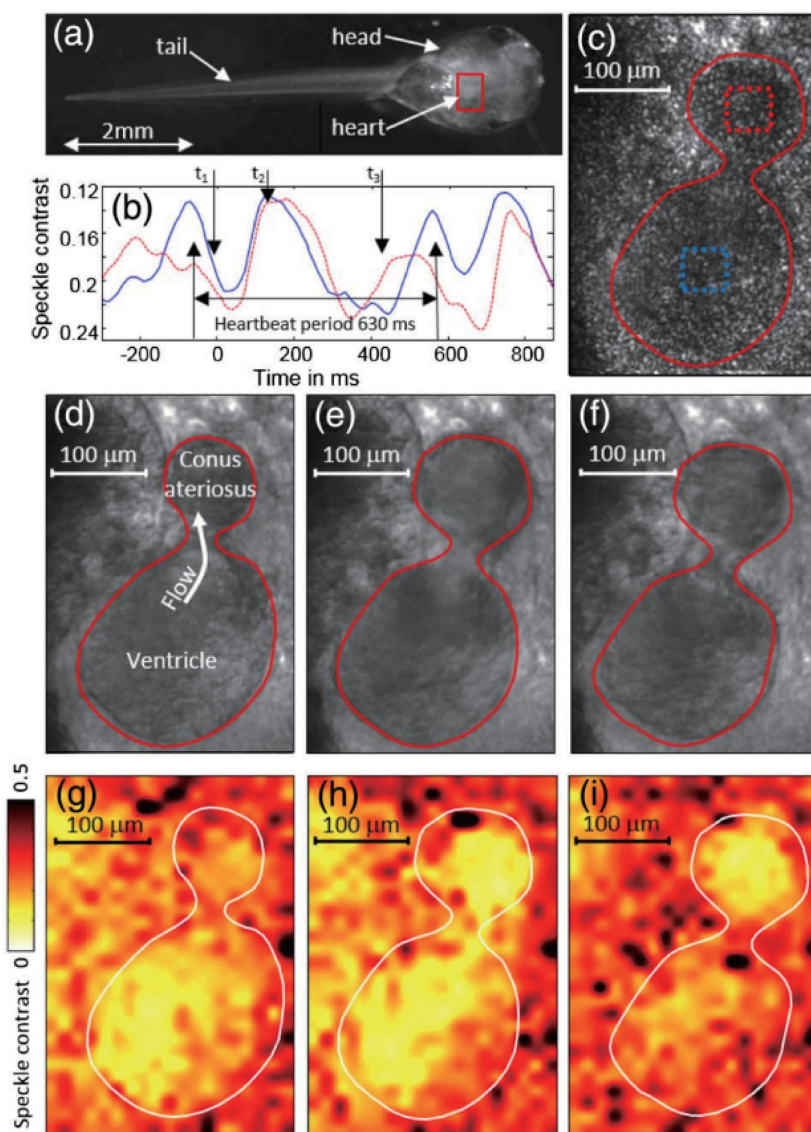 (a)
tail
head
heart
2mm
(c)
100 μm
(b)
t1
t2
t3
Speckle contrast
0.12
0.16
0.2
0.24
Heartbeat period 630 ms
-300
0
200
400
600
800
Time in ms
(d)
100 μm
Conus
ateriosus
Flow
Ventricle
(e)
100 μm
(f)
100 μm
0.5
0
Speckle contrast
(g)
100 μm
(h)
100 μm
(i)
100 μm